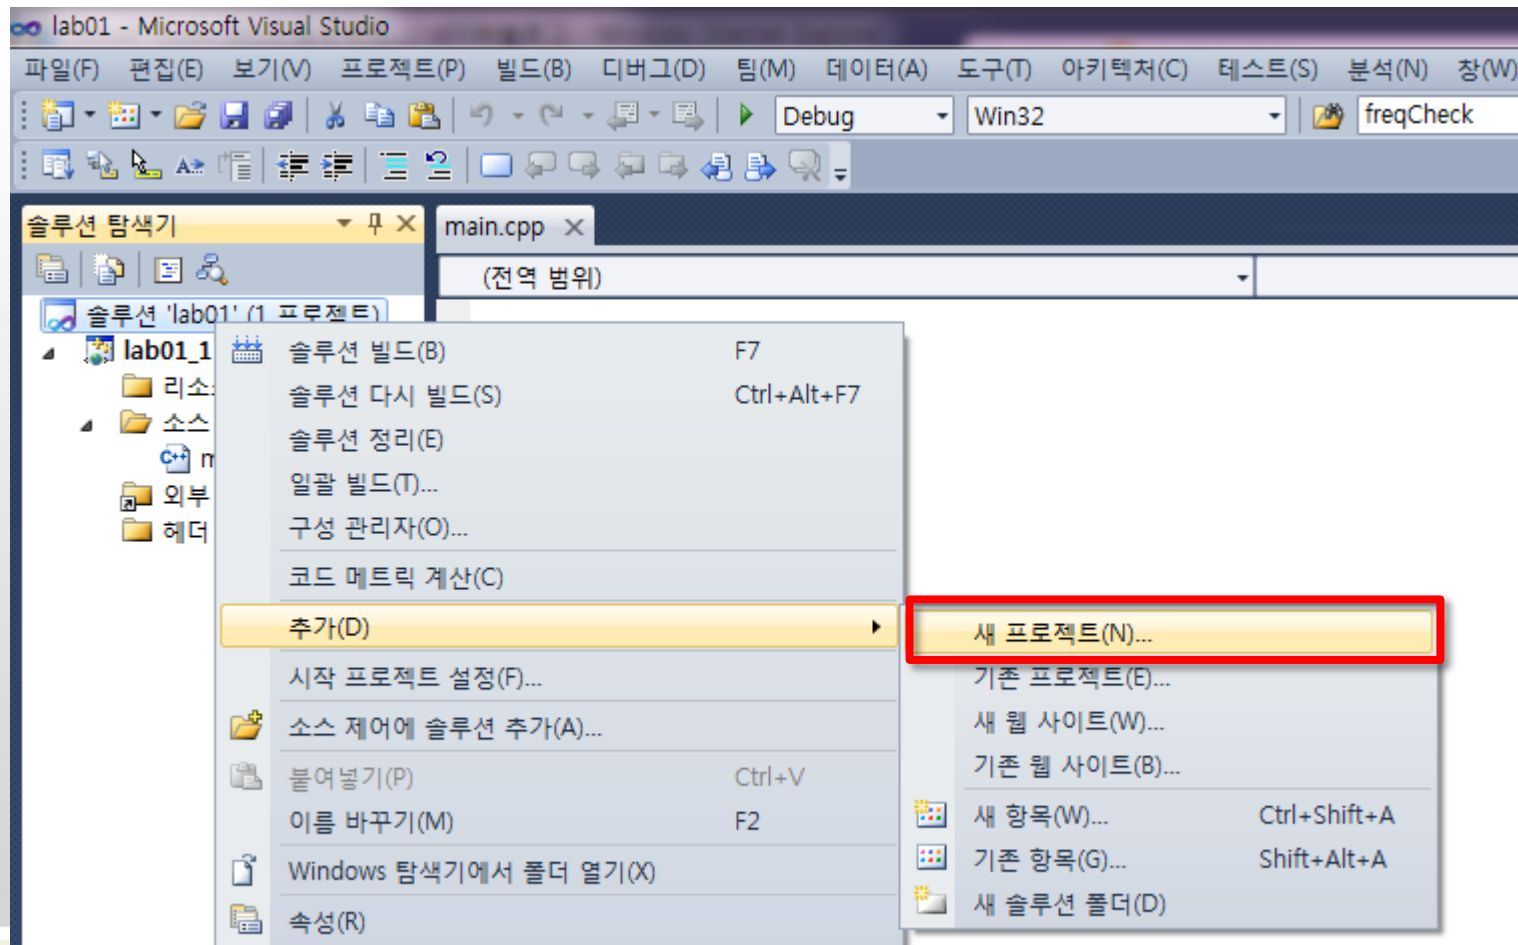 lab01 - Microsoft Visual Studio
파일(F) 편집(E) 보기(V) 프로젝트(P) 빌드(B) 디버그(D) 팀(M) 데이터(A) 도구(T) 아키텍처(C) 테스트(S) 분석(N) 창(W)
Debug Win32 freqCheck
솔루션 탐색기
main.cpp
(전역 범위)
솔루션 'lab01' (1 프로젝트)
lab01_1
리소
소스
m
외부
헤더
솔루션 빌드(B) F7
솔루션 다시 빌드(S) Ctrl+Alt+F7
솔루션 정리(E)
일괄 빌드(T)...
구성 관리자(O)...
코드 메트릭 계산(C)
추가(D)
시작 프로젝트 설정(F)...
소스 제어에 솔루션 추가(A)...
붙여넣기(P) Ctrl+V
이름 바꾸기(M) F2
Windows 탐색기에서 폴더 열기(X)
속성(R)
새 프로젝트(N)...
기존 프로젝트(E)...
새 웹 사이트(W)...
기존 웹 사이트(B)...
새 항목(W)... Ctrl+Shift+A
기존 항목(G)... Shift+Alt+A
새 솔루션 폴더(D)